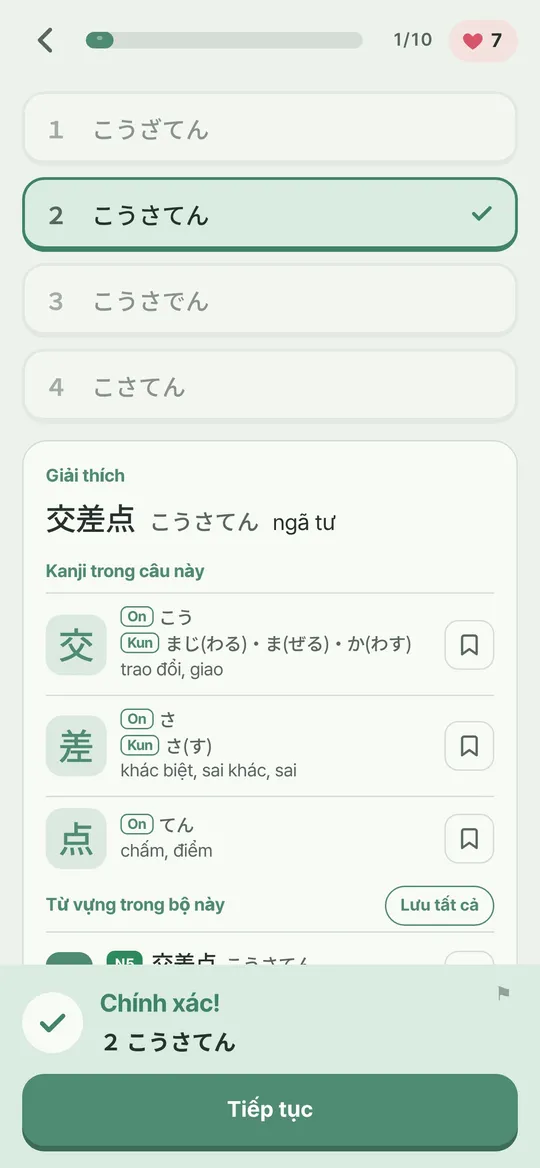 1/10
7
1 こうざてん
2 こうさてん
3 こうさでん
4 こさてん
Giải thích
交差点 こうさてん ngã tư
Kanji trong câu này
交
On こう
Kun まじ(わる)・ま(ぜる)・か(わす)
trao đổi, giao
差
On さ
Kun さ(す)
khác biệt, sai khác, sai
点
On てん
chấm, điểm
Từ vựng trong bộ này
Lưu tất cả
N5 交差点 こうさてん
Chính xác!
2 こうさてん
Tiếp tục